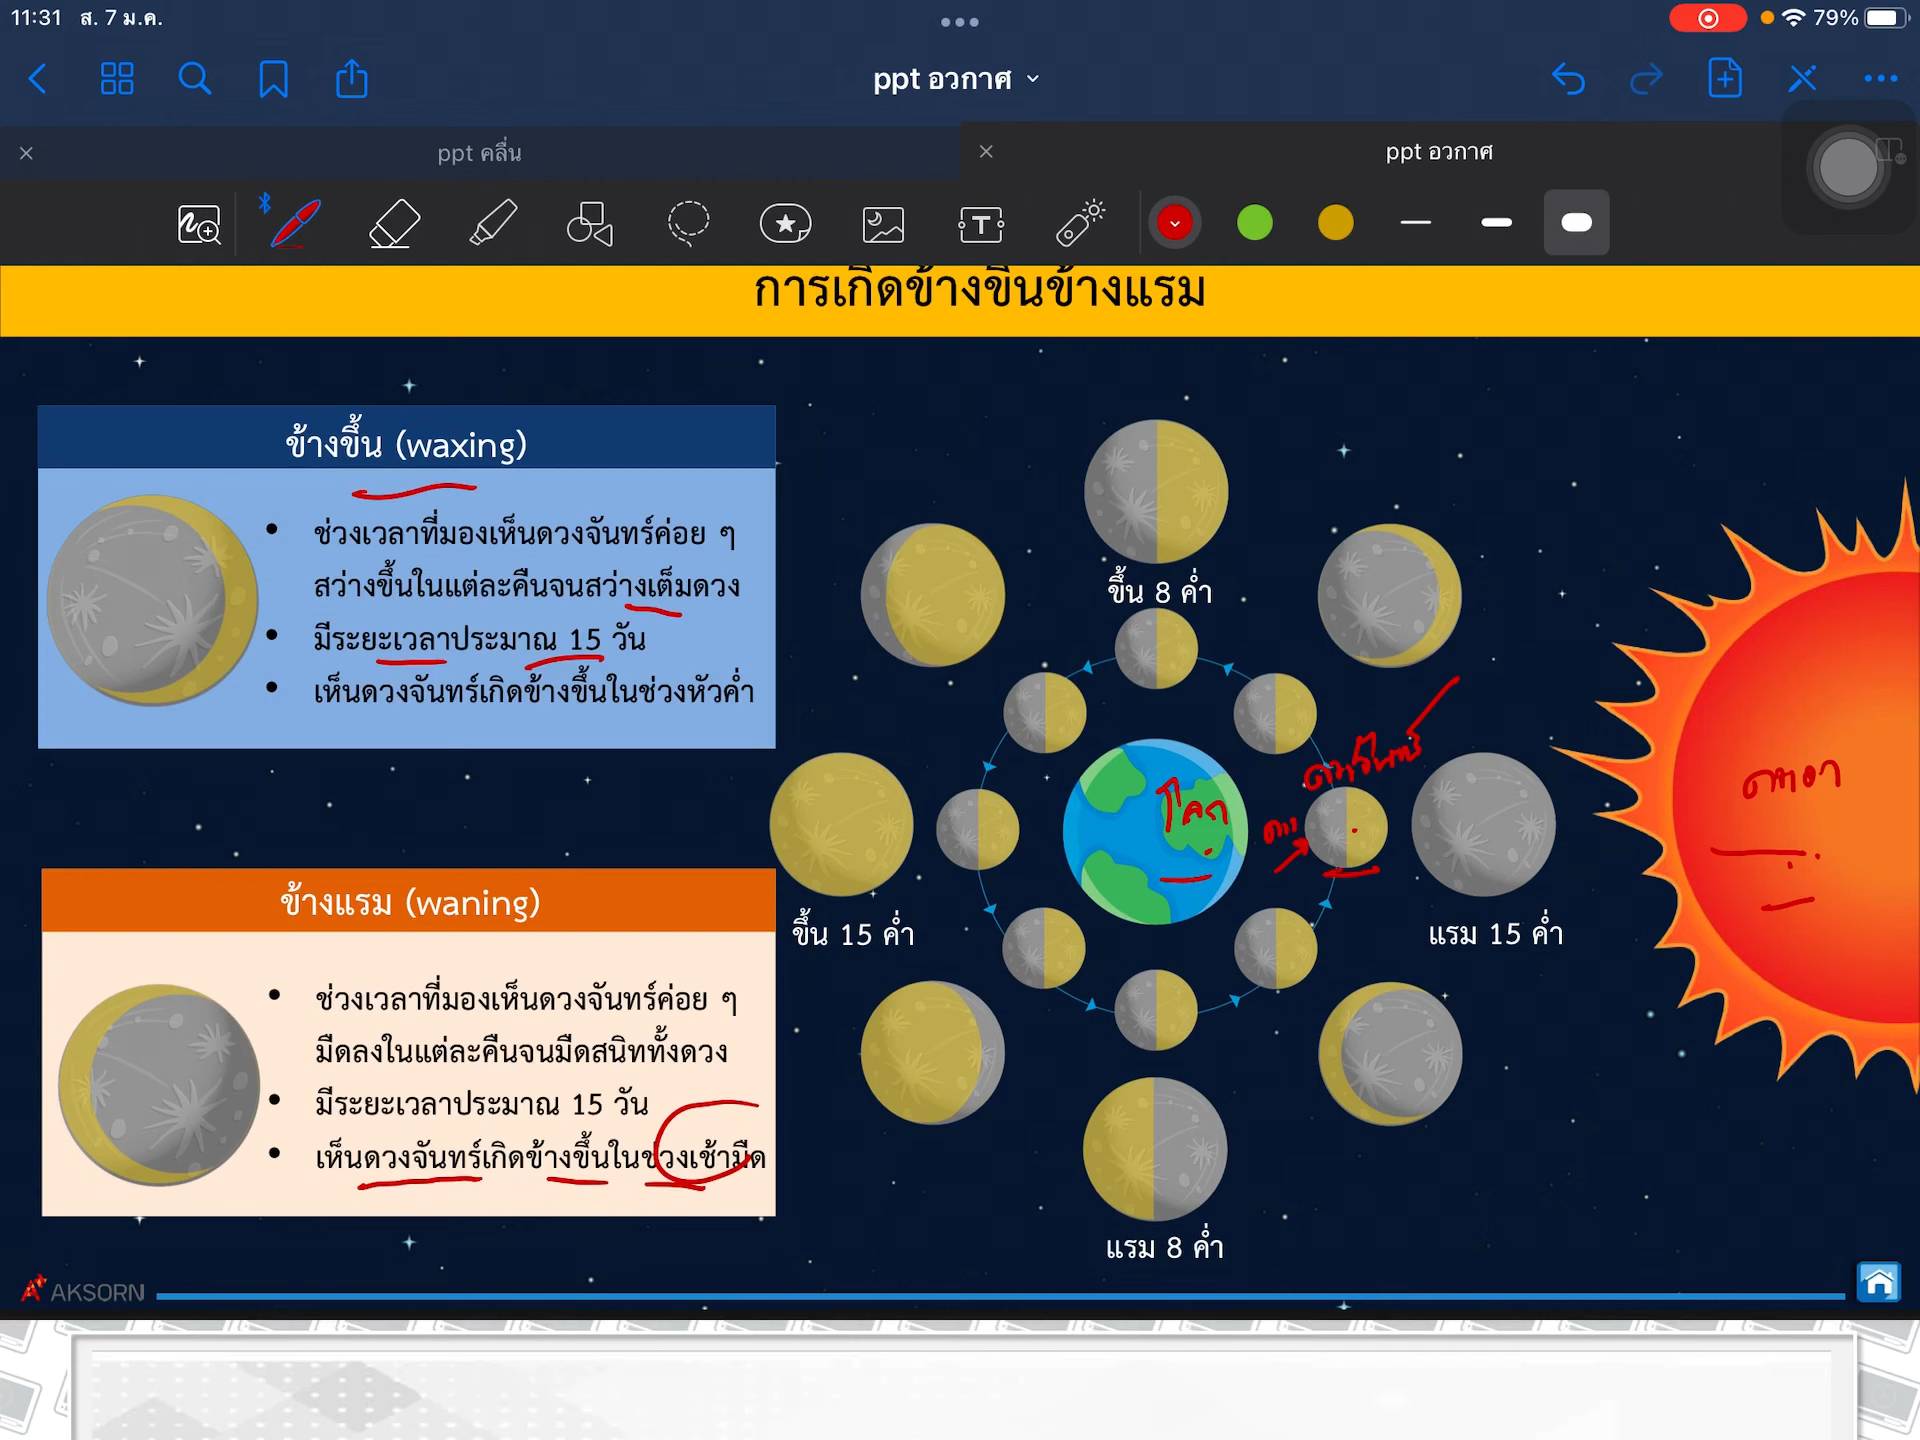 11:31 ส. 7 ม.ค.
79%
ppt อวกาศ
ppt คลื่น
ppt อวกาศ
การเกิดข้างขึ้นข้างแรม
ข้างขึ้น (waxing)
• ช่วงเวลาที่มองเห็นดวงจันทร์ค่อย ๆ
สว่างขึ้นในแต่ละคืนจนสว่างเต็มดวง
• มีระยะเวลาประมาณ 15 วัน
• เห็นดวงจันทร์เกิดข้างขึ้นในช่วงหัวค่ำ
ข้างแรม (waning)
• ช่วงเวลาที่มองเห็นดวงจันทร์ค่อย ๆ
มืดลงในแต่ละคืนจนมืดสนิททั้งดวง
• มีระยะเวลาประมาณ 15 วัน
• เห็นดวงจันทร์เกิดข้างขึ้นในช่วงเช้ามืด
ขึ้น 8 ค่ำ
ดวงจันทร์
โลก
ขึ้น 15 ค่ำ
แรม 15 ค่ำ
แรม 8 ค่ำ
AKSORN